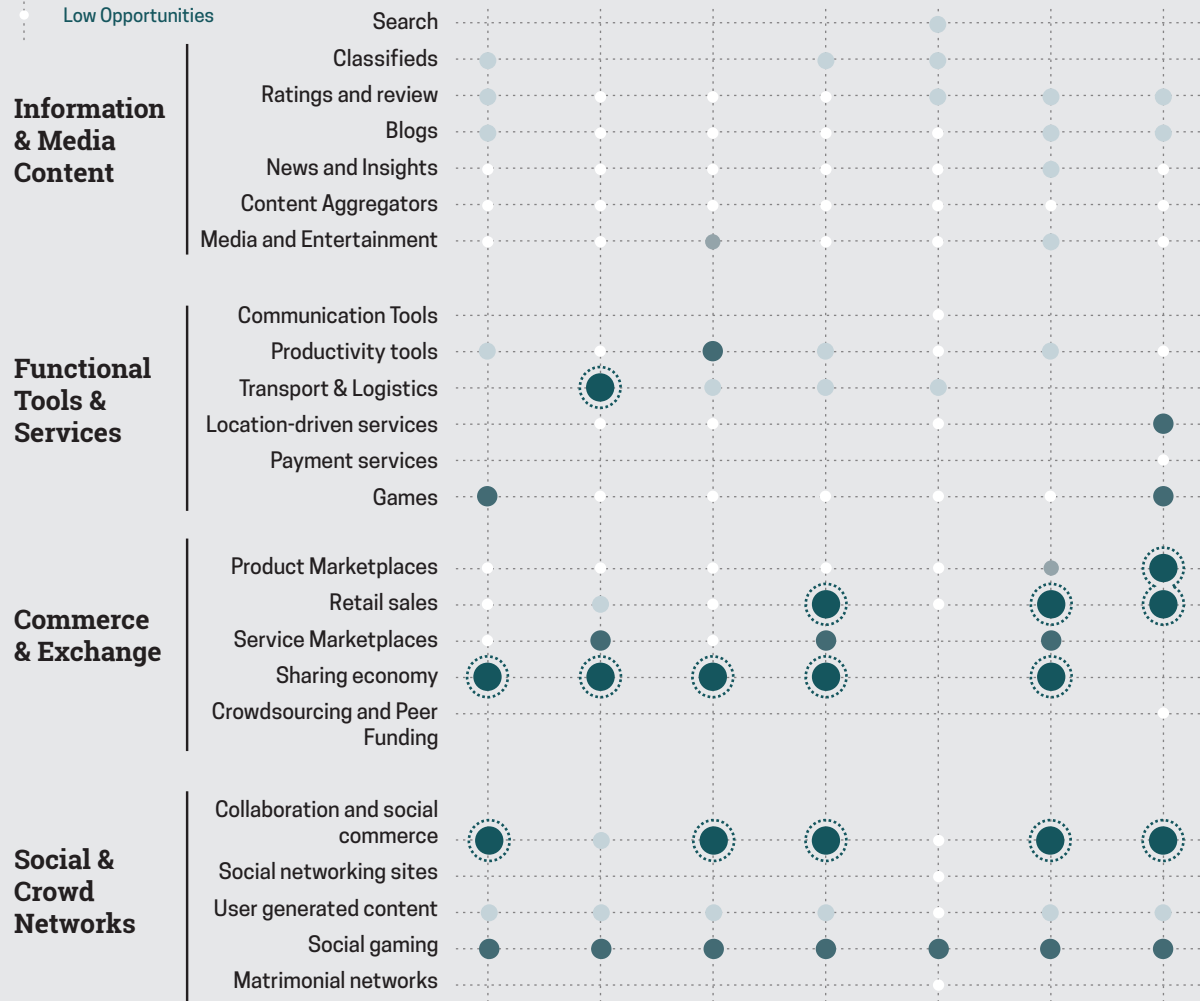 Low Opportunities
Search
Information
& Media
Content
Classifieds
Ratings and review
Blogs
News and Insights
Content Aggregators
Media and Entertainment
Functional
Tools &
Services
Communication Tools
Productivity tools
Transport & Logistics
Location-driven services
Payment services
Games
Commerce
& Exchange
Product Marketplaces
Retail sales
Service Marketplaces
Sharing economy
Crowdsourcing and Peer
Funding
Social &
Crowd
Networks
Collaboration and social
commerce
Social networking sites
User generated content
Social gaming
Matrimonial networks